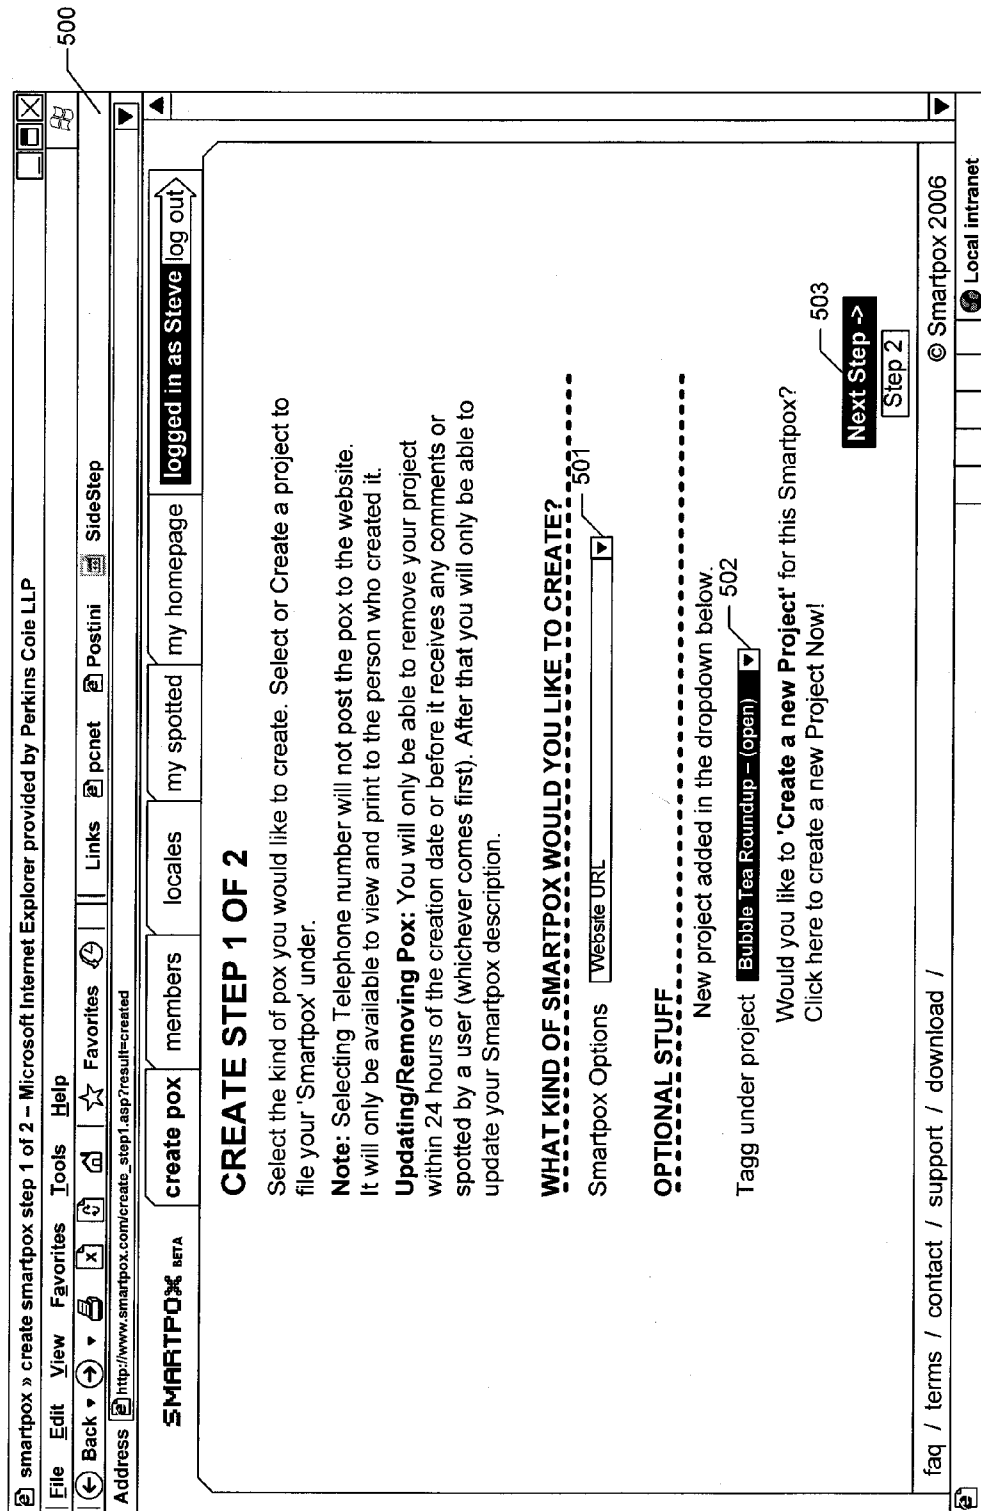 smartpox » create smartpox step 1 of 2 – Microsoft Internet Explorer provided by Perkins Coie LLP
File Edit View Favorites Tools Help
Back Favorites Links pcnet Postini SideStep
500
Address http://www.smartpox.com/create_step1.asp?result=created
SMARTPOX BETA create pox members locales my spotted my homepage logged in as Steve log out
CREATE STEP 1 OF 2
Select the kind of pox you would like to create. Select or Create a project to
file your 'Smartpox' under.
Note: Selecting Telephone number will not post the pox to the website.
It will only be available to view and print to the person who created it.
Updating/Removing Pox: You will only be able to remove your project
within 24 hours of the creation date or before it receives any comments or
spotted by a user (whichever comes first). After that you will only be able to
update your Smartpox description.
WHAT KIND OF SMARTPOX WOULD YOU LIKE TO CREATE?
501
Smartpox Options Website URL
OPTIONAL STUFF
New project added in the dropdown below.
502
Tagg under project Bubble Tea Roundup – (open)
Would you like to 'Create a new Project' for this Smartpox?
Click here to create a new Project Now!
503
Next Step ->
Step 2
faq / terms / contact / support / download / © Smartpox 2006
Local intranet